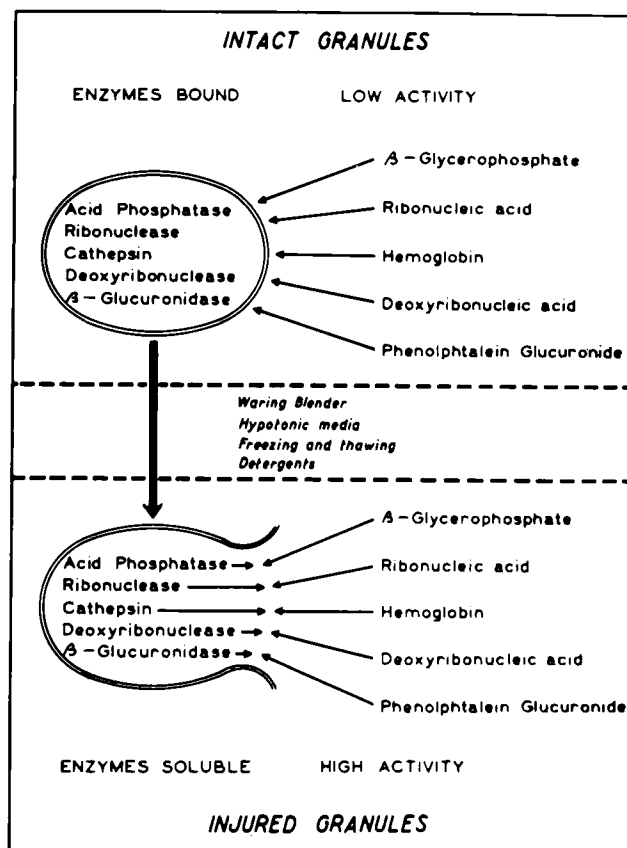 INTACT GRANULES
ENZYMES BOUND LOW ACTIVITY
β-Glycerophosphate
Acid Phosphatase
Ribonucleic acid
Ribonuclease
Cathepsin
Hemoglobin
Deoxyribonuclease
β-Glucuronidase
Deoxyribonucleic acid
Phenolphtalein Glucuronide
Waring Blender
Hypotonic media
Freezing and thawing
Detergents
β-Glycerophosphate
Acid Phosphatase
Ribonucleic acid
Ribonuclease
Cathepsin
Hemoglobin
Deoxyribonuclease
β-Glucuronidase
Deoxyribonucleic acid
Phenolphtalein Glucuronide
ENZYMES SOLUBLE HIGH ACTIVITY
INJURED GRANULES